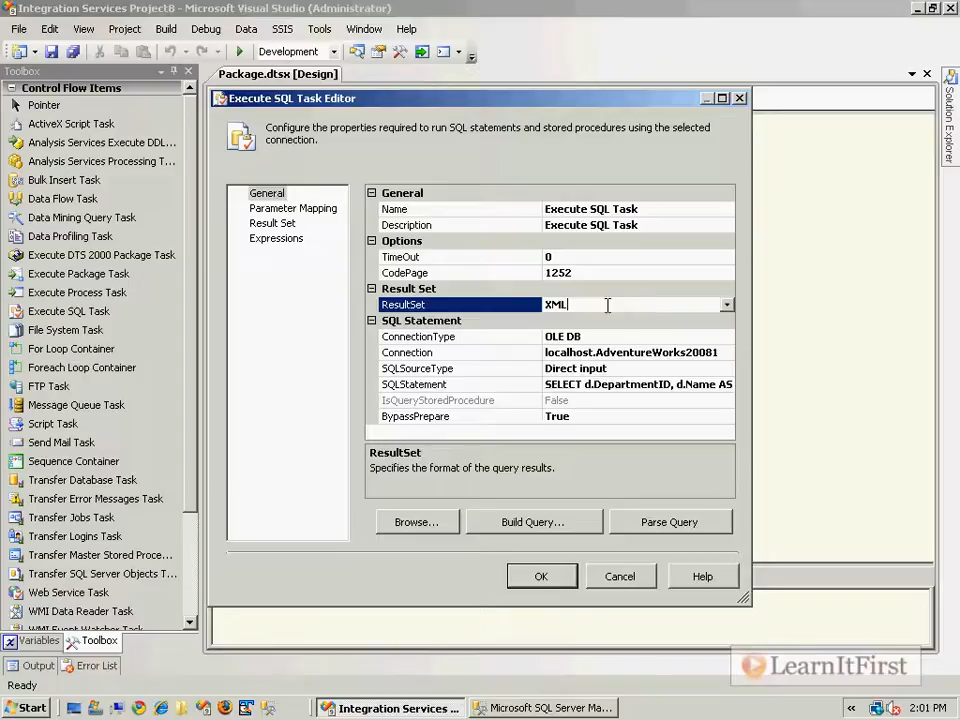 Integration Services Project8 - Microsoft Visual Studio (Administrator)
File Edit View Project Build Debug Data SSIS Tools Window Help
Development
Toolbox
Package.dtsx [Design]
Control Flow Items
Pointer
ActiveX Script Task
Analysis Services Execute DDL...
Analysis Services Processing T...
Bulk Insert Task
Data Flow Task
Data Mining Query Task
Data Profiling Task
Execute DTS 2000 Package Task
Execute Package Task
Execute Process Task
Execute SQL Task
File System Task
For Loop Container
Foreach Loop Container
FTP Task
Message Queue Task
Script Task
Send Mail Task
Sequence Container
Transfer Database Task
Transfer Error Messages Task
Transfer Jobs Task
Transfer Logins Task
Transfer Master Stored Proce...
Transfer SQL Server Objects T...
Web Service Task
WMI Data Reader Task
WMI Event Watcher Task
Variables Toolbox
Output Error List
Ready
Execute SQL Task Editor
Configure the properties required to run SQL statements and stored procedures using the selected
connection.
General
Parameter Mapping
Result Set
Expressions
General
Name Execute SQL Task
Description Execute SQL Task
Options
TimeOut 0
CodePage 1252
Result Set
ResultSet XML
SQL Statement
ConnectionType OLE DB
Connection localhost.AdventureWorks20081
SQLSourceType Direct input
SQLStatement SELECT d.DepartmentID, d.Name AS
IsQueryStoredProcedure False
BypassPrepare True
ResultSet
Specifies the format of the query results.
Browse... Build Query... Parse Query
OK Cancel Help
Solution Explorer
LearnItFirst
Start Integration Services ... Microsoft SQL Server Ma... « 2:01 PM